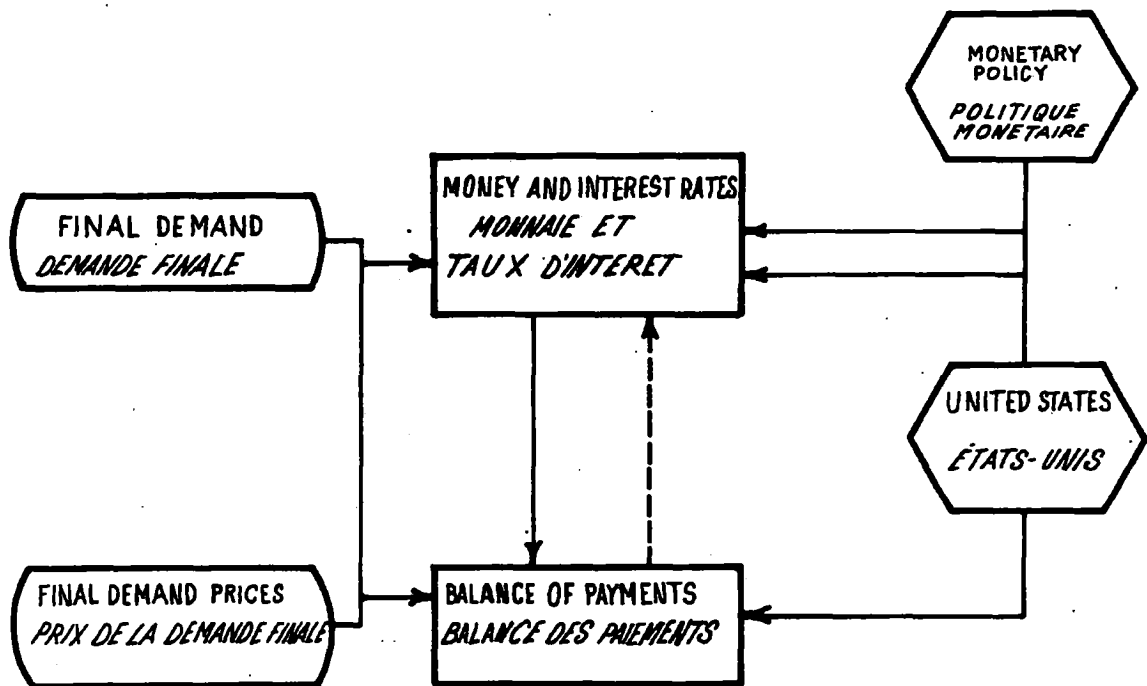 MONETARY
POLICY
POLITIQUE
MONETAIRE
MONEY AND INTEREST RATES
MONNAIE ET
TAUX D'INTERET
FINAL DEMAND
DEMANDE FINALE
UNITED STATES
ÉTATS-UNIS
FINAL DEMAND PRICES
PRIX DE LA DEMANDE FINALE
BALANCE OF PAYMENTS
BALANCE DES PAIEMENTS